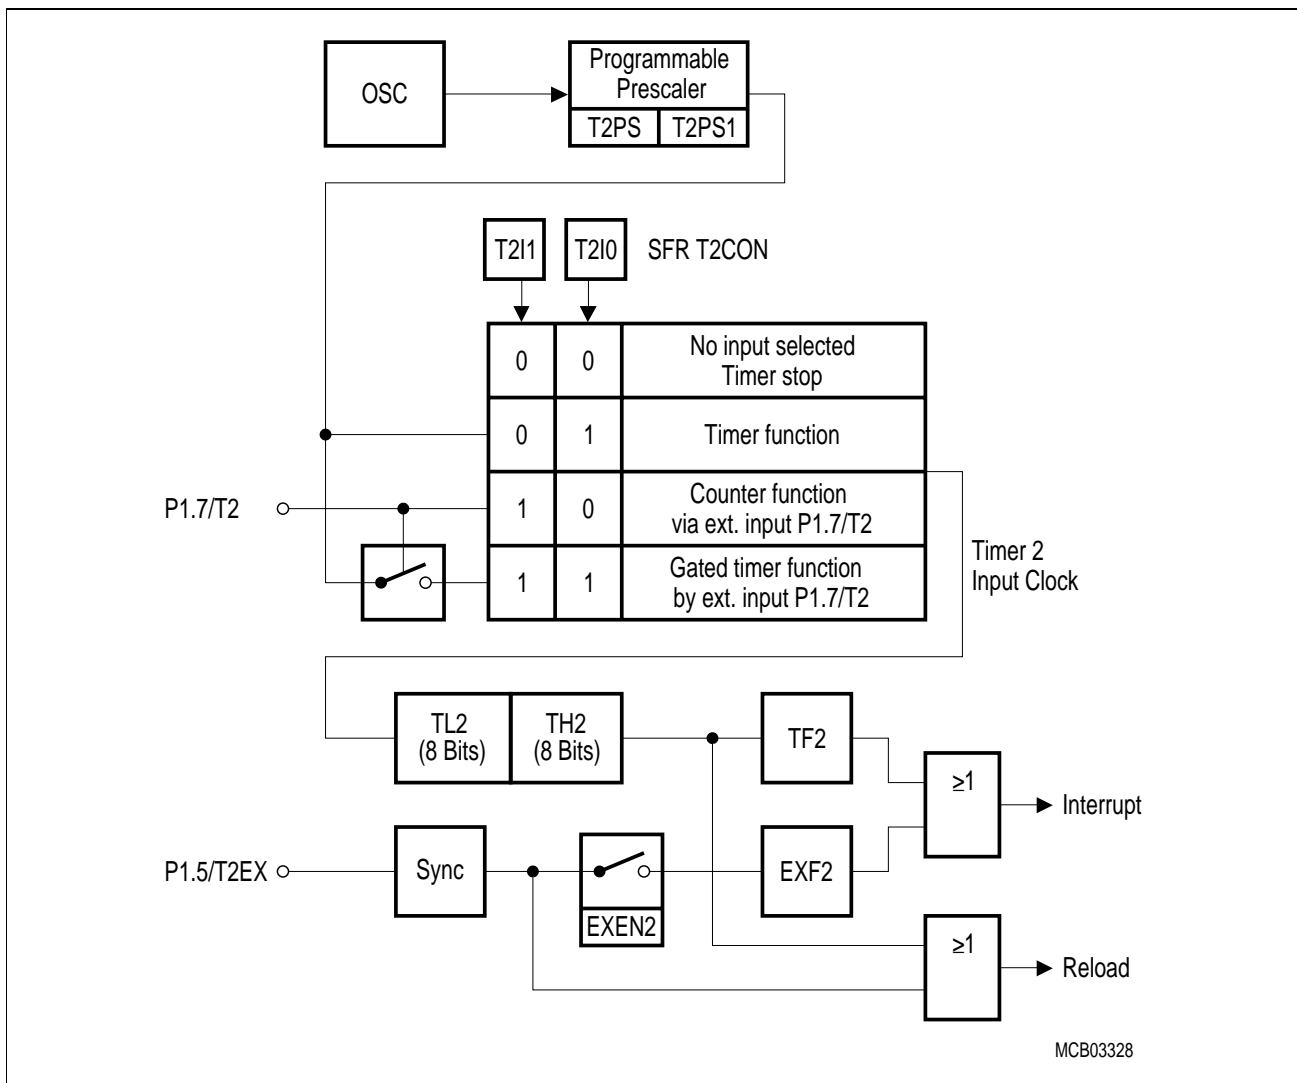 OSC
Programmable
Prescaler
T2PS T2PS1
T2I1 T2I0 SFR T2CON
0 0 No input selected
Timer stop
0 1 Timer function
P1.7/T2
1 0 Counter function
via ext. input P1.7/T2
1 1 Gated timer function
by ext. input P1.7/T2
Timer 2
Input Clock
TL2
(8 Bits)
TH2
(8 Bits)
TF2
≥1
Interrupt
P1.5/T2EX
Sync
EXEN2
EXF2
≥1
Reload
MCB03328